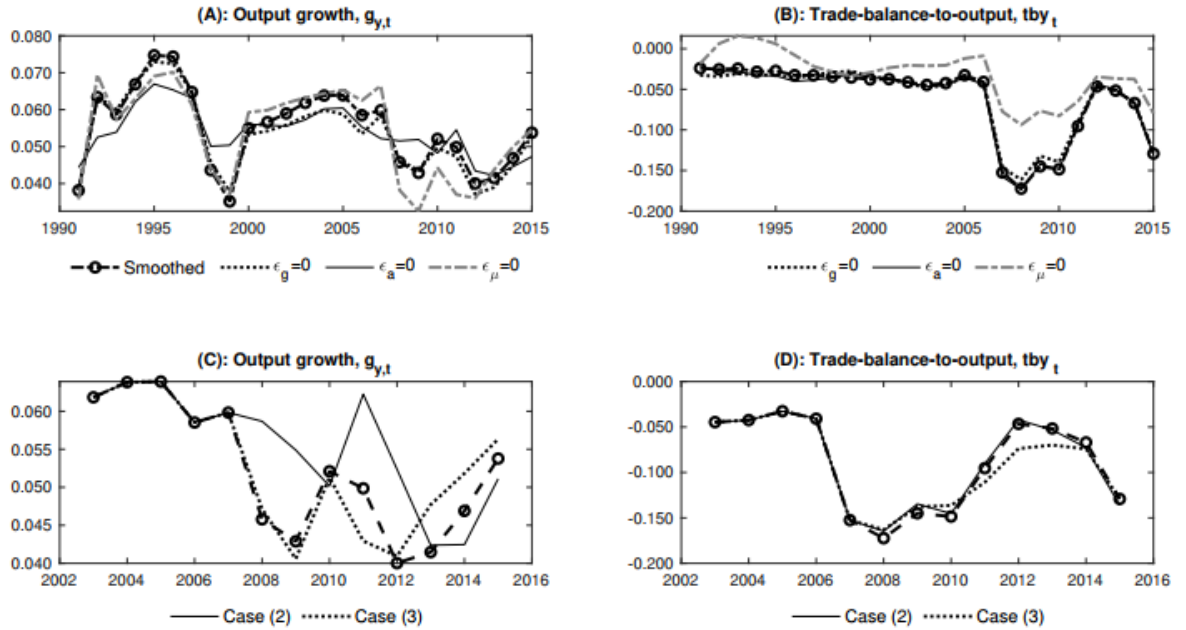 (A): Output growth, g_{y,t}
0.080
0.070
0.060
0.050
0.040
1990 1995 2000 2005 2010 2015
Smoothed ϵ_g=0 ϵ_a=0 ϵ_μ=0
(B): Trade-balance-to-output, tby_t
0.000
-0.050
-0.100
-0.150
-0.200
1990 1995 2000 2005 2010 2015
ϵ_g=0 ϵ_a=0 ϵ_μ=0
(C): Output growth, g_{y,t}
0.060
0.055
0.050
0.045
0.040
2002 2004 2006 2008 2010 2012 2014 2016
Case (2) Case (3)
(D): Trade-balance-to-output, tby_t
0.000
-0.050
-0.100
-0.150
-0.200
2002 2004 2006 2008 2010 2012 2014 2016
Case (2) Case (3)